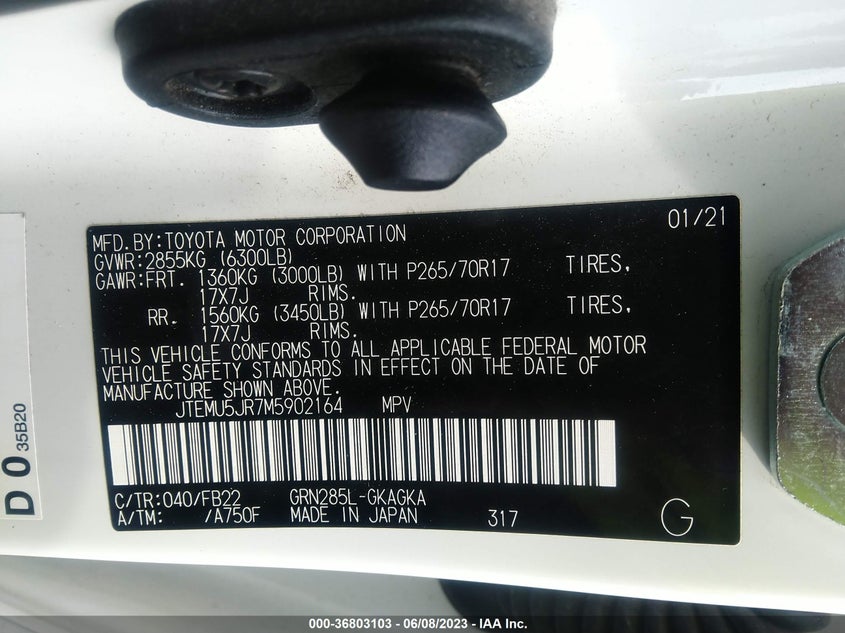 MFD.BY:TOYOTA MOTOR CORPORATION 01/21
GVWR:2855KG (6300LB)
GAWR:FRT. 1360KG (3000LB) WITH P265/70R17 TIRES,
17X7J RIMS.
RR. 1560KG (3450LB) WITH P265/70R17 TIRES,
17X7J RIMS.
THIS VEHICLE CONFORMS TO ALL APPLICABLE FEDERAL MOTOR
VEHICLE SAFETY STANDARDS IN EFFECT ON THE DATE OF
MANUFACTURE SHOWN ABOVE.
JTEMU5JR7M5902164 MPV
C/TR:040/FB22 GRN285L-GKAGKA
A/TM: /A750F MADE IN JAPAN 317 G
D 0 35B20
000-36803103 - 06/08/2023 - IAA Inc.